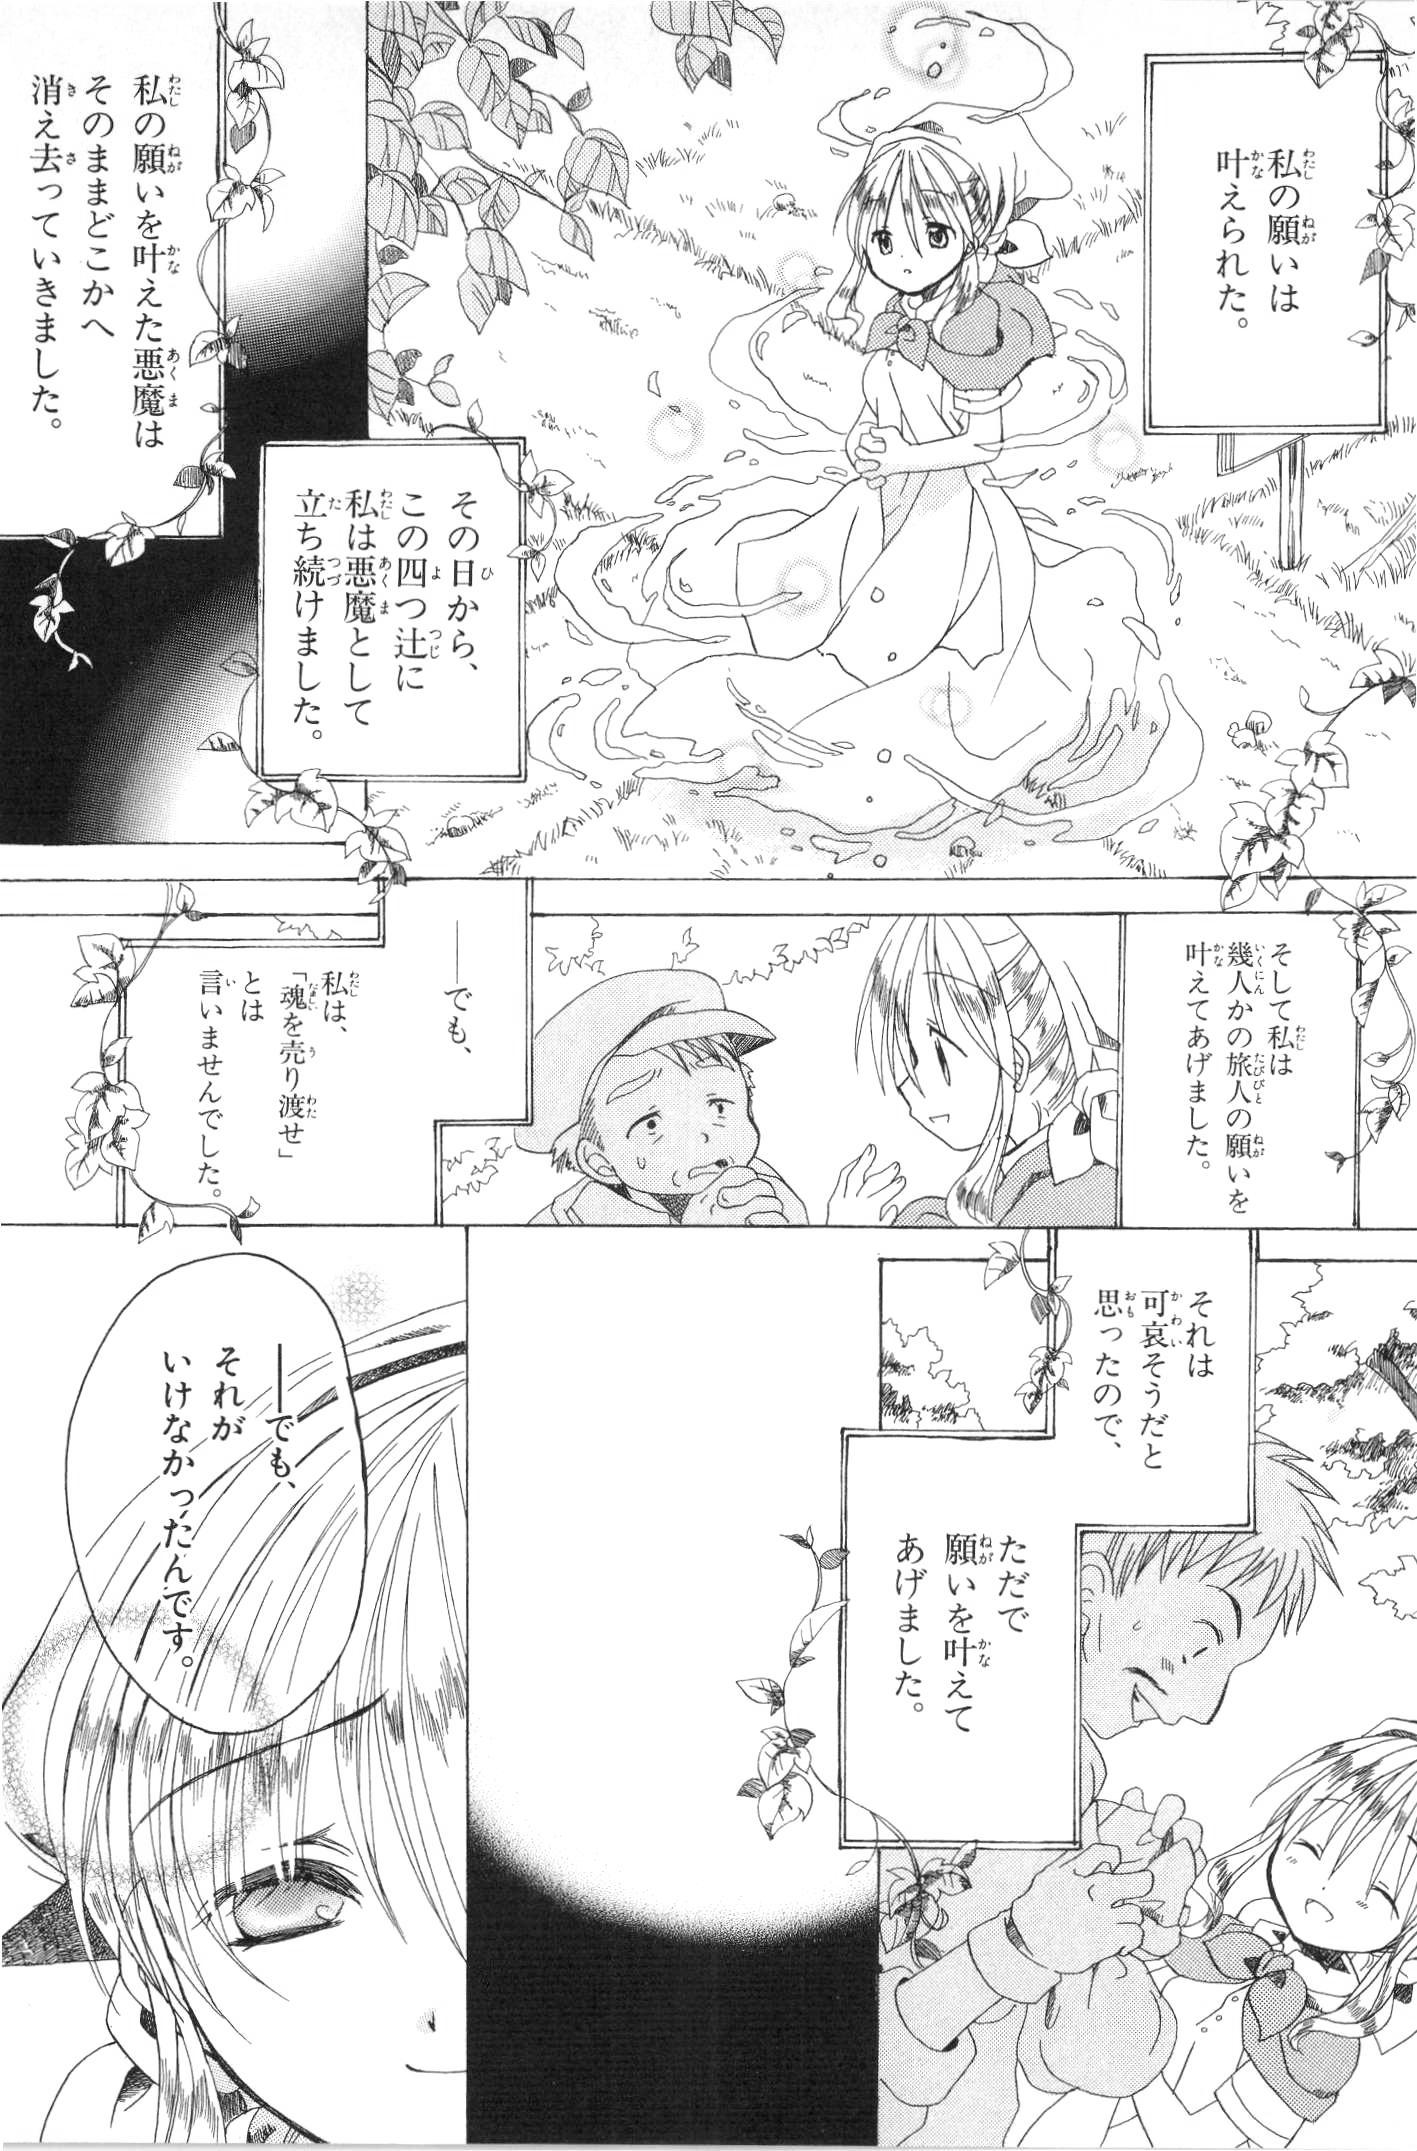 私の願いは
叶えられた。
その日から、
この四つ辻に
私は悪魔として
立ち続けました。
私の願いを叶えた悪魔は
そのままどこかへ
消え去っていきました。
そして私は
幾人かの旅人の願いを
叶えてあげました。
――でも、
私は、
「魂を売り渡せ」
とは
言いませんでした。
それは
可哀そうだと
思ったので、
ただで
願いを叶えて
あげました。
――でも、
それが
いけなかったんです。